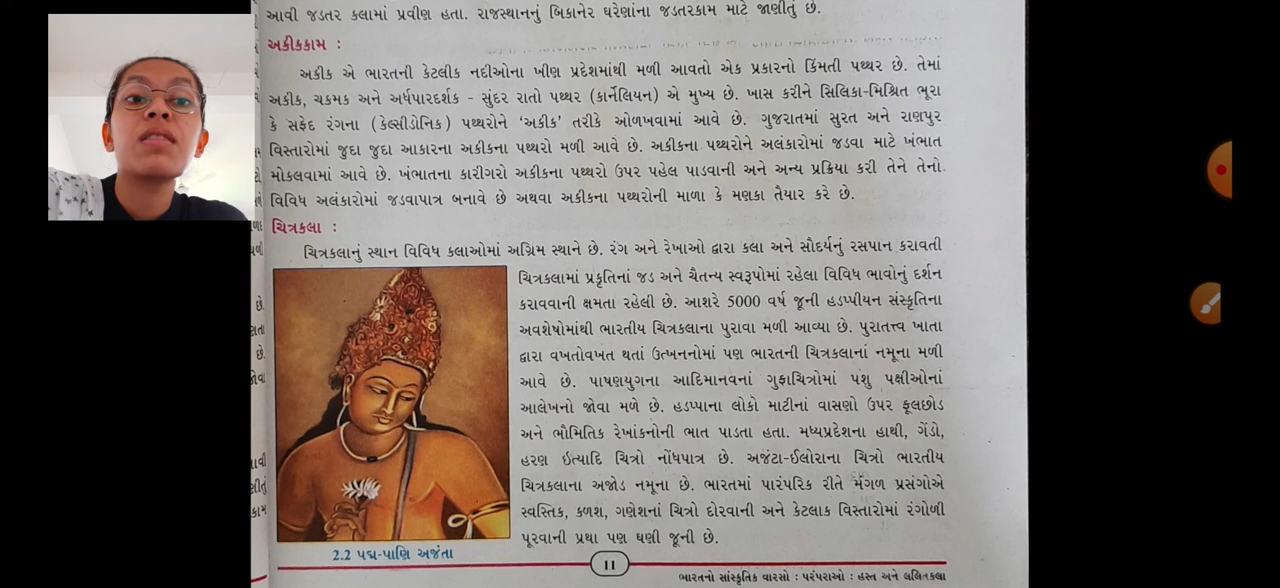 આવી જડતર કલામાં પ્રવીણ હતા. રાજસ્થાનનું બિકાનેર ઘરેણાંના જડતરકામ માટે જાણીતું છે.
અકીકકામ :
અકીક એ ભારતની કેટલીક નદીઓના ખીણ પ્રદેશમાંથી મળી આવતો એક પ્રકારનો કિંમતી પથ્થર છે. તેમાં
અકીક, ચકમક અને અર્ધપારદર્શક - સુંદર રાતો પથ્થર (કાર્નેલિયન) એ મુખ્ય છે. ખાસ કરીને સિલિકા-મિશ્રિત ભૂરા
કે સફેદ રંગના (કેલ્સીડોનિક) પથ્થરોને ‘અકીક’ તરીકે ઓળખવામાં આવે છે. ગુજરાતમાં સુરત અને રાણપુર
વિસ્તારોમાં જુદા જુદા આકારના અકીકના પથ્થરો મળી આવે છે. અકીકના પથ્થરોને અલંકારોમાં જડવા માટે ખંભાત
મોકલવામાં આવે છે. ખંભાતના કારીગરો અકીકના પથ્થરો ઉપર પહેલ પાડવાની અને અન્ય પ્રક્રિયા કરી તેને તેનો
વિવિધ અલંકારોમાં જડવાપાત્ર બનાવે છે અથવા અકીકના પથ્થરોની માળા કે મણકા તૈયાર કરે છે.
ચિત્રકલા :
ચિત્રકલાનું સ્થાન વિવિધ કલાઓમાં અગ્રિમ સ્થાને છે. રંગ અને રેખાઓ દ્વારા કલા અને સૌદર્યનું રસપાન કરાવતી
ચિત્રકલામાં પ્રકૃતિનાં જડ અને ચૈતન્ય સ્વરૂપોમાં રહેલા વિવિધ ભાવોનું દર્શન
કરાવવાની ક્ષમતા રહેલી છે. આશરે 5000 વર્ષ જૂની હડપ્પીયન સંસ્કૃતિના
અવશેષોમાંથી ભારતીય ચિત્રકલાના પુરાવા મળી આવ્યા છે. પુરાતત્ત્વ ખાતા
દ્વારા વખતોવખત થતાં ઉત્ખનનોમાં પણ ભારતની ચિત્રકલાનાં નમૂના મળી
આવે છે. પાષણયુગના આદિમાનવનાં ગુફાચિત્રોમાં પશુ પક્ષીઓનાં
આલેખનો જોવા મળે છે. હડપ્પાના લોકો માટીનાં વાસણો ઉપર ફૂલછોડ
અને ભૌમિતિક રેખાંકનોની ભાત પાડતા હતા. મધ્યપ્રદેશના હાથી, ગેંડો,
હરણ ઇત્યાદિ ચિત્રો નોંધપાત્ર છે. અજંટા-ઈલોરાના ચિત્રો ભારતીય
ચિત્રકલાના અજોડ નમૂના છે. ભારતમાં પારંપરિક રીતે મંગળ પ્રસંગોએ
સ્વસ્તિક, કળશ, ગણેશનાં ચિત્રો દોરવાની અને કેટલાક વિસ્તારોમાં રંગોળી
પૂરવાની પ્રથા પણ ઘણી જૂની છે.
2.2 પદ્મ-પાણિ અજંતા
11
ભારતનો સાંસ્કૃતિક વારસો : પરંપરાઓ : હસ્ત અને લલિતકલા